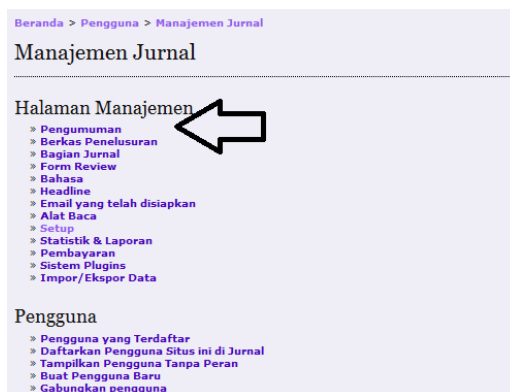 Beranda > Pengguna > Manajemen Jurnal
Manajemen Jurnal
Halaman Manajemen
» Pengumuman
» Berkas Penelusuran
» Bagian Jurnal
» Form Review
» Bahasa
» Headline
» Email yang telah disiapkan
» Alat Baca
» Setup
» Statistik & Laporan
» Pembayaran
» Sistem Plugins
» Impor/Ekspor Data
Pengguna
» Pengguna yang Terdaftar
» Daftarkan Pengguna Situs ini di Jurnal
» Tampilkan Pengguna Tanpa Peran
» Buat Pengguna Baru
» Gabungkan pengguna